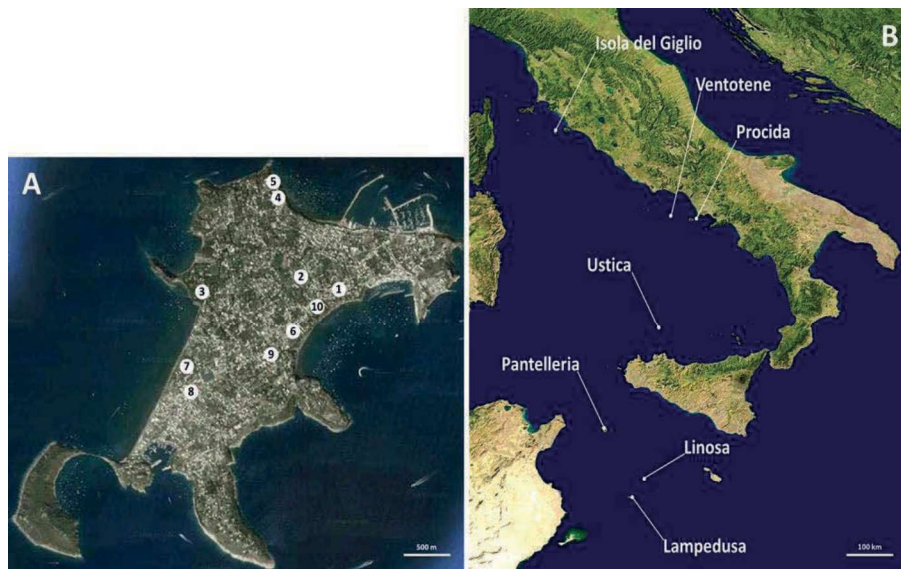 A
5
4
2
1
3
10
6
9
7
8
500 m
B
Isola del Giglio
Ventotene
Procida
Ustica
Pantelleria
Linosa
Lampedusa
100 km